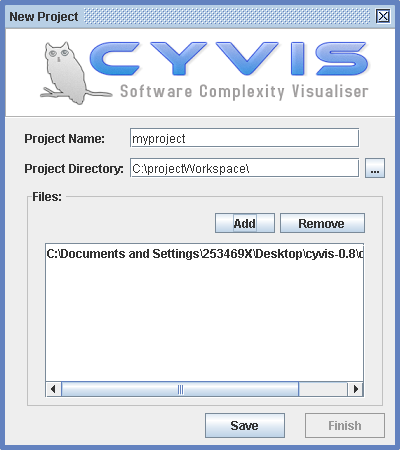 New Project
CYVIS
Software Complexity Visualiser
Project Name: myproject
Project Directory: C:\projectWorkspace\ ...
Files:
Add Remove
C:\Documents and Settings\253469X\Desktop\cyvis-0.8\
Save Finish